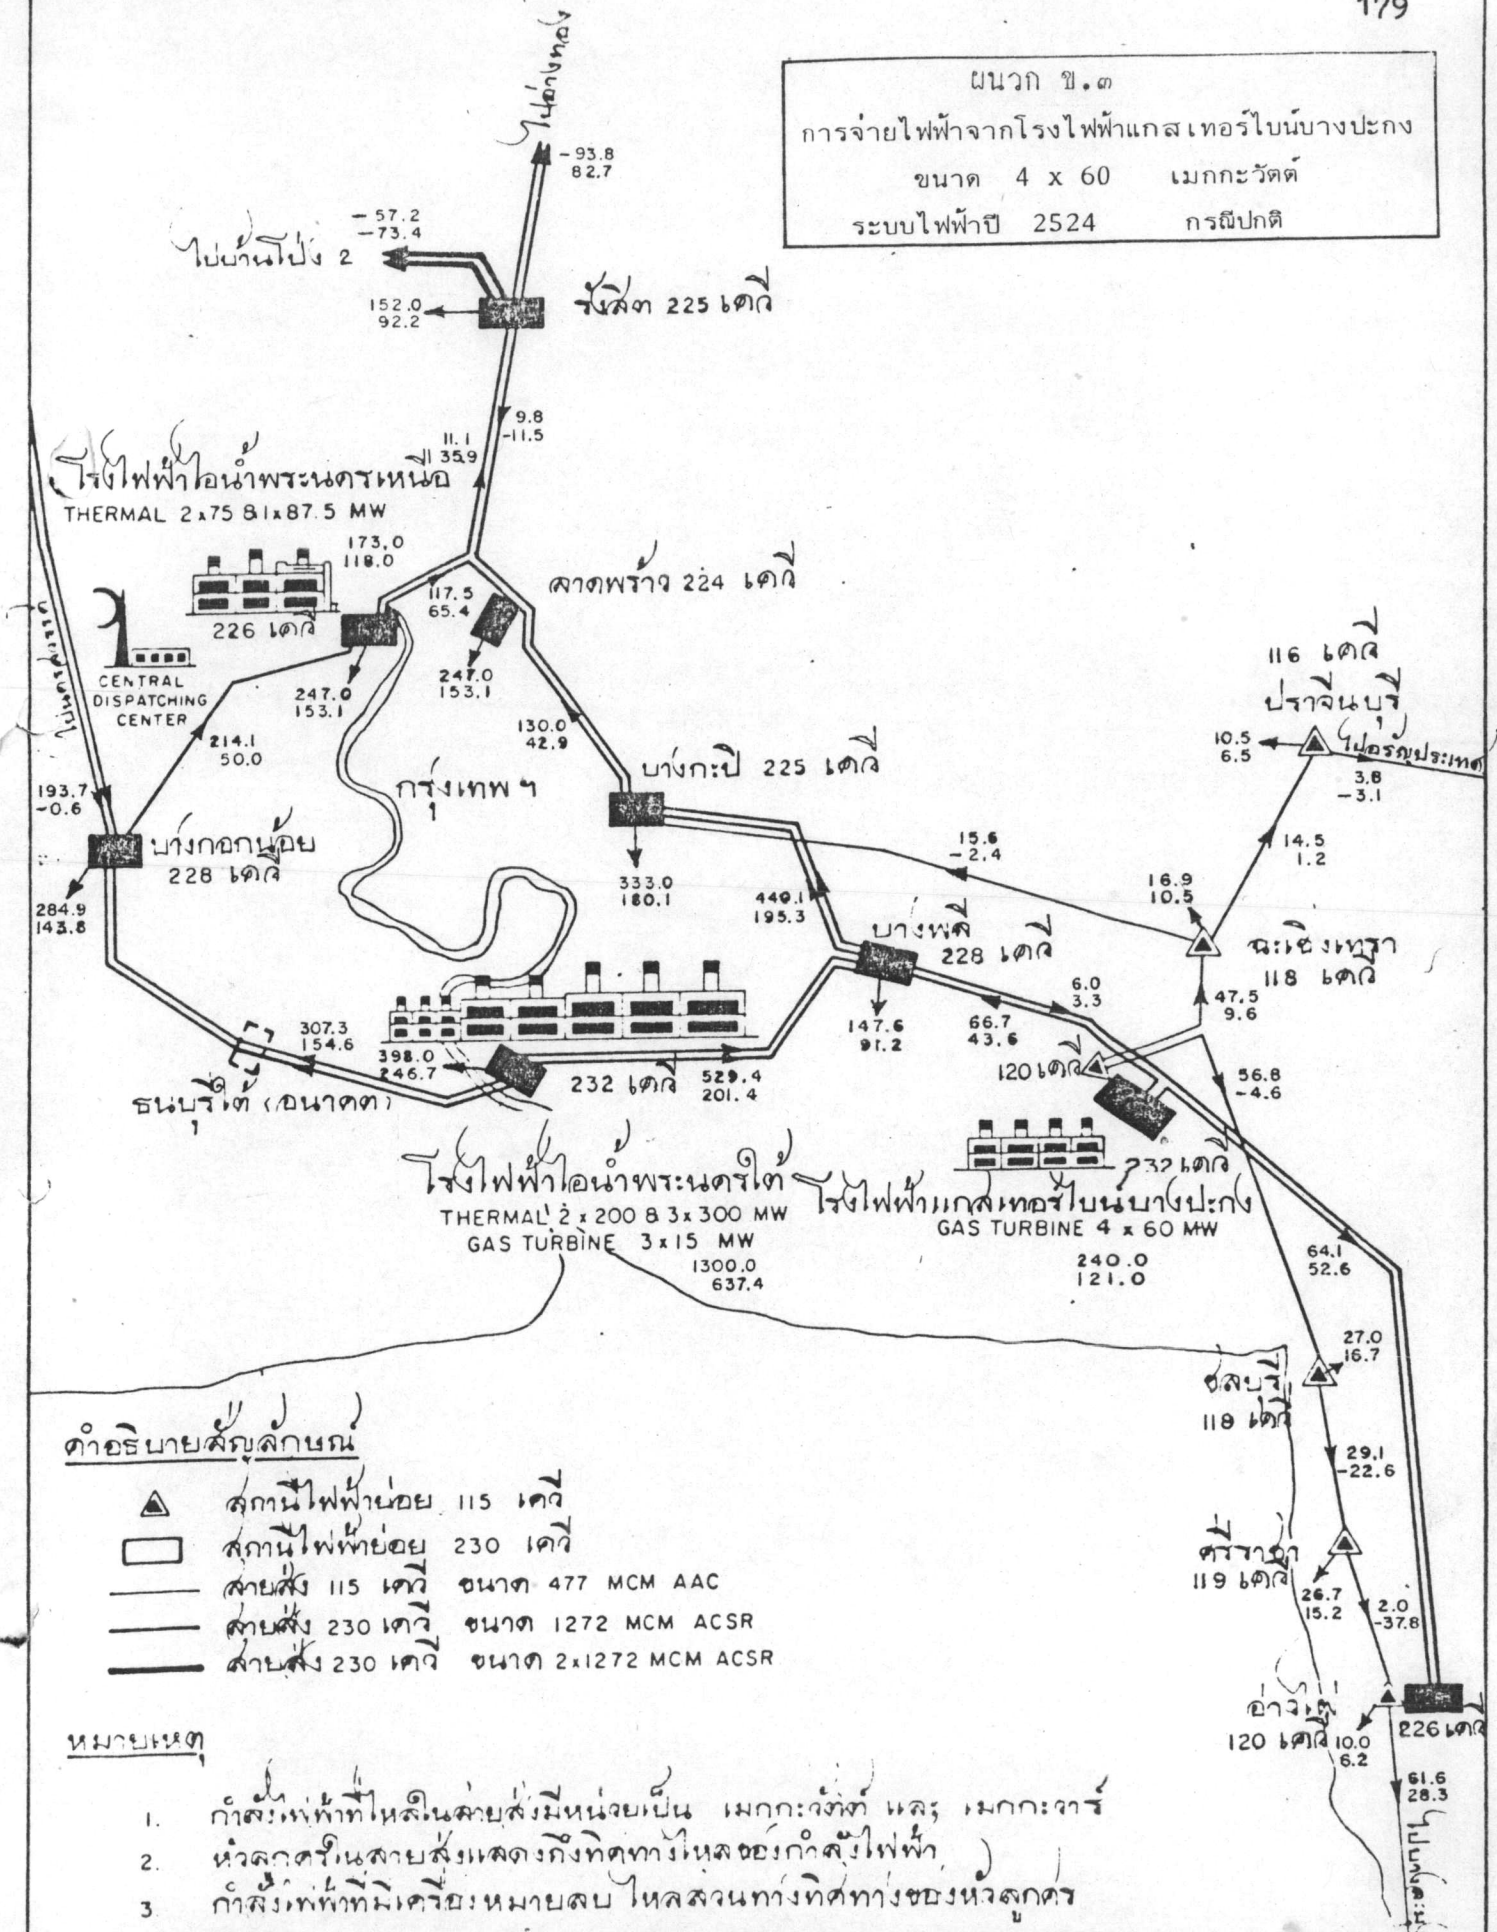 179
ผนวก ข.๓
การจ่ายไฟฟ้าจากโรงไฟฟ้าแกสเทอร์ไบน์บางปะกง
ขนาด 4 x 60 เมกกะวัตต์
ระบบไฟฟ้าปี 2524 กรณีปกติ
ไปอ่างทอง
-93.8
82.7
-57.2
-73.4
ไปบ้านโป่ง 2
152.0
92.2
รังสิต 225 เควี
9.8
-11.5
11.1
35.9
โรงไฟฟ้าไอน้ำพระนครเหนือ
THERMAL 2x75 & 1x87.5 MW
173.0
118.0
117.5
65.4
ลาดพร้าว 224 เควี
226 เควี
CENTRAL
DISPATCHING
CENTER
247.0
153.1
247.0
153.1
214.1
50.0
130.0
42.9
193.7
-0.6
กรุงเทพฯ
บางกะปิ 225 เควี
116 เควี
ปราจีนบุรี
10.5
6.5
ไปอรัญประเทศ
3.8
-3.1
บางกอกน้อย
228 เควี
284.9
143.8
333.0
180.1
15.6
-2.4
14.5
1.2
16.9
10.5
440.1
195.3
บางพลี
228 เควี
ฉะเชิงเทรา
118 เควี
6.0
3.3
47.5
9.6
147.6
91.2
66.7
43.6
307.3
154.6
398.0
246.7
232 เควี
529.4
201.4
120 เควี
56.8
-4.6
ธนบุรีใต้ (อนาคต)
232 เควี
โรงไฟฟ้าไอน้ำพระนครใต้
THERMAL 2 x 200 & 3 x 300 MW
GAS TURBINE 3 x 15 MW
1300.0
637.4
โรงไฟฟ้าแกสเทอร์ไบน์บางปะกง
GAS TURBINE 4 x 60 MW
240.0
121.0
64.1
52.6
27.0
16.7
ชลบุรี
118 เควี
29.1
-22.6
ศรีราชา
119 เควี
26.7
15.2
2.0
-37.8
อ่าวไผ่
120 เควี
10.0
6.2
226 เควี
61.6
28.3
คำอธิบายสัญลักษณ์
สถานีไฟฟ้าย่อย 115 เควี
สถานีไฟฟ้าย่อย 230 เควี
สายส่ง 115 เควี ขนาด 477 MCM AAC
สายส่ง 230 เควี ขนาด 1272 MCM ACSR
สายส่ง 230 เควี ขนาด 2x1272 MCM ACSR
หมายเหตุ
1. กำลังไฟฟ้าที่ไหลในสายส่งมีหน่วยเป็น เมกกะวัตต์ และ เมกกะวาร์
2. หัวลูกศรในสายส่งแสดงถึงทิศทางไหลของกำลังไฟฟ้า
3. กำลังไฟฟ้าที่มีเครื่องหมายลบ ไหลสวนทางทิศทางของหัวลูกศร